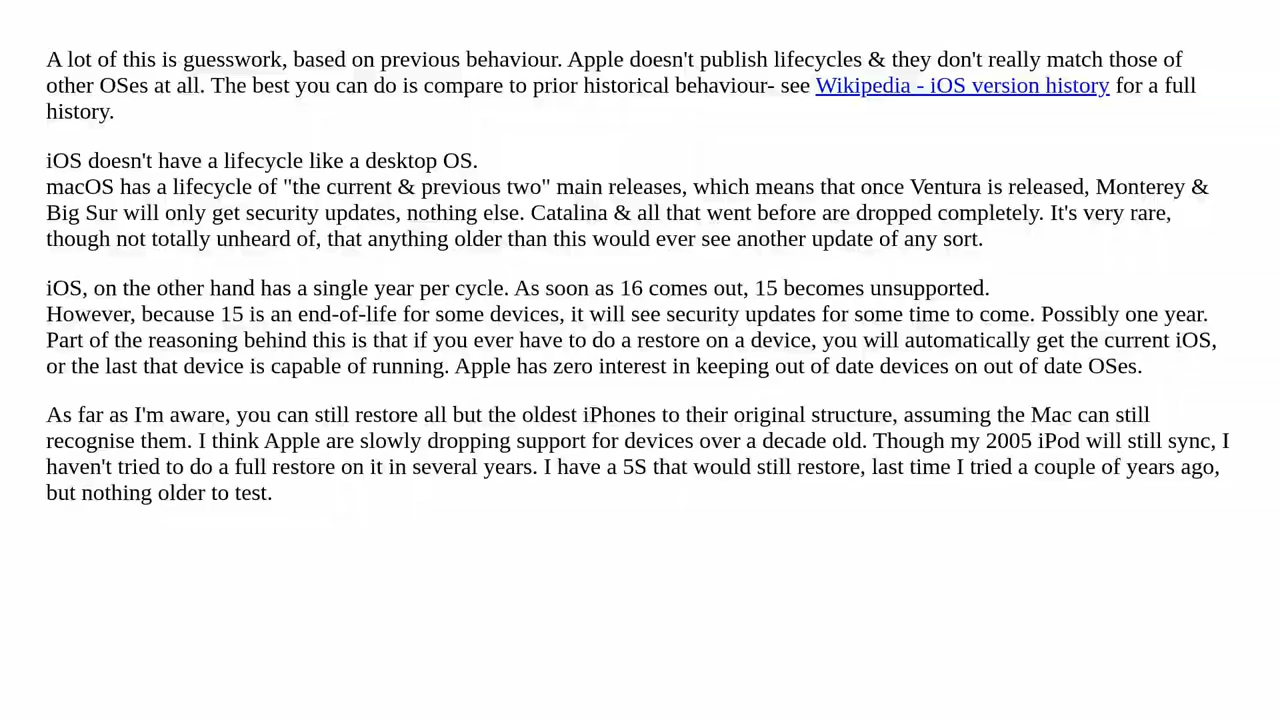 A lot of this is guesswork, based on previous behaviour. Apple doesn't publish lifecycles & they don't really match those of
other OSes at all. The best you can do is compare to prior historical behaviour- see Wikipedia - iOS version history for a full
history.
iOS doesn't have a lifecycle like a desktop OS.
macOS has a lifecycle of "the current & previous two" main releases, which means that once Ventura is released, Monterey &
Big Sur will only get security updates, nothing else. Catalina & all that went before are dropped completely. It's very rare,
though not totally unheard of, that anything older than this would ever see another update of any sort.
iOS, on the other hand has a single year per cycle. As soon as 16 comes out, 15 becomes unsupported.
However, because 15 is an end-of-life for some devices, it will see security updates for some time to come. Possibly one year.
Part of the reasoning behind this is that if you ever have to do a restore on a device, you will automatically get the current iOS,
or the last that device is capable of running. Apple has zero interest in keeping out of date devices on out of date OSes.
As far as I'm aware, you can still restore all but the oldest iPhones to their original structure, assuming the Mac can still
recognise them. I think Apple are slowly dropping support for devices over a decade old. Though my 2005 iPod will still sync, I
haven't tried to do a full restore on it in several years. I have a 5S that would still restore, last time I tried a couple of years ago,
but nothing older to test.